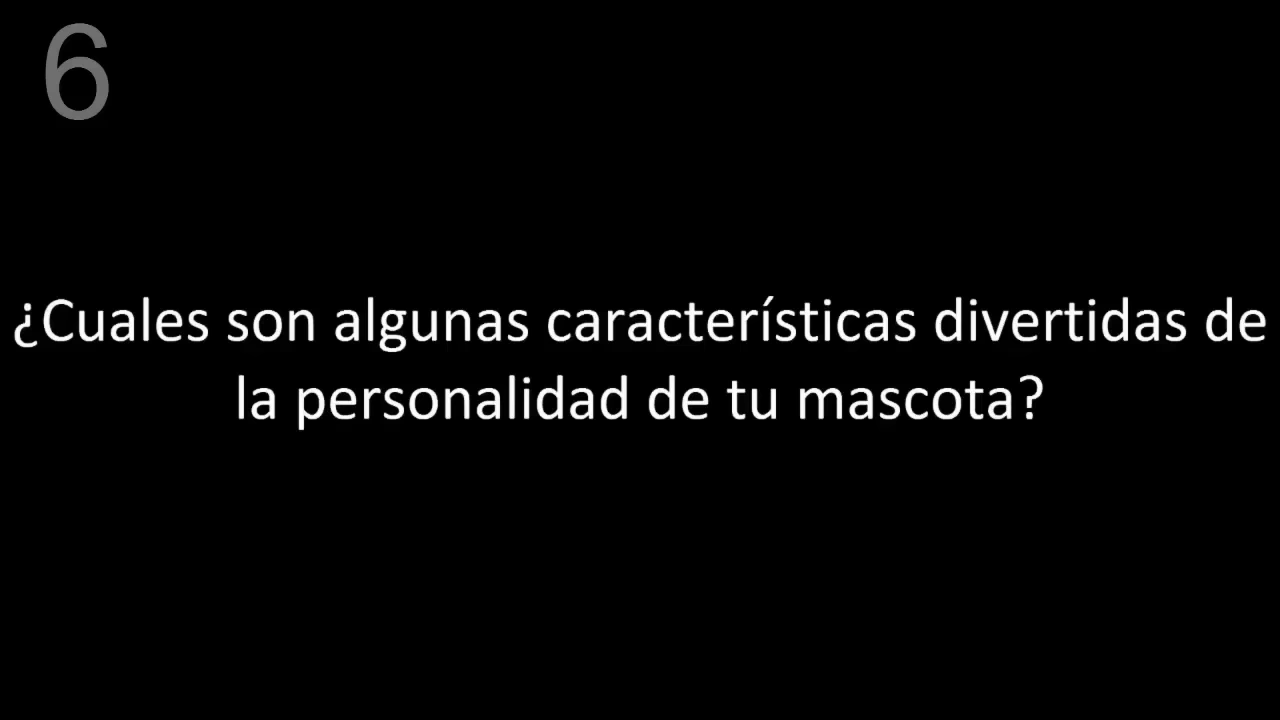 6
¿Cuales son algunas características divertidas de
la personalidad de tu mascota?